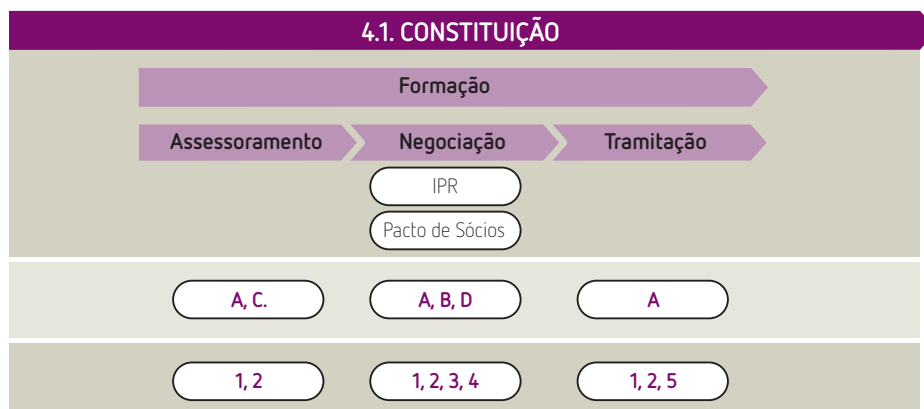 4.1. CONSTITUIÇÃO
Formação
Assessoramento Negociação Tramitação
IPR
Pacto de Sócios
A, C. A, B, D A
1, 2 1, 2, 3, 4 1, 2, 5